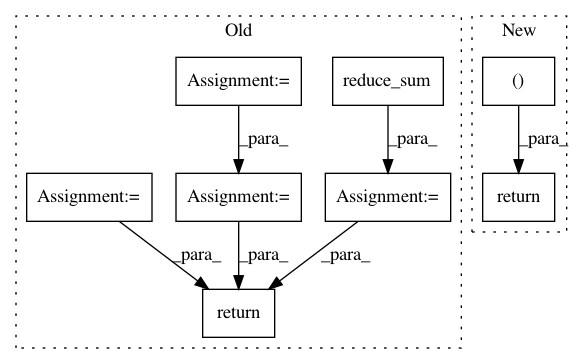 Old
New
Assignment:=
reduce_sum
()
_para_
_para_
_para_
Assignment:=
Assignment:=
Assignment:=
return
_para_
_para_
_para_
return